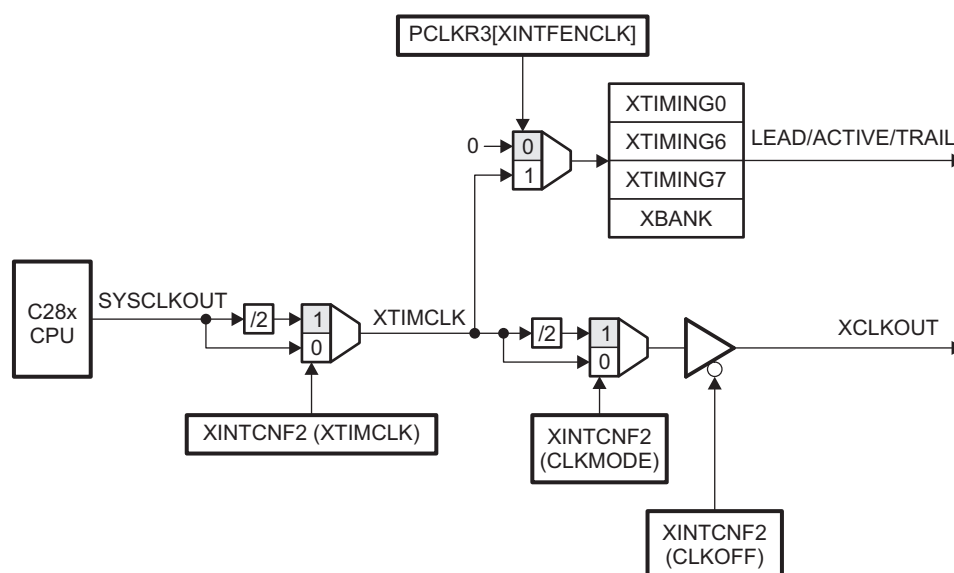 PCLKR3[XINTFENCLK]
XTIMING0
0
0
XTIMING6
LEAD/ACTIVE/TRAIL
1
XTIMING7
XBANK
C28x
CPU
SYSCLKOUT
/2
1
0
XTIMCLK
/2
1
0
XCLKOUT
XINTCNF2 (XTIMCLK)
XINTCNF2
(CLKMODE)
XINTCNF2
(CLKOFF)